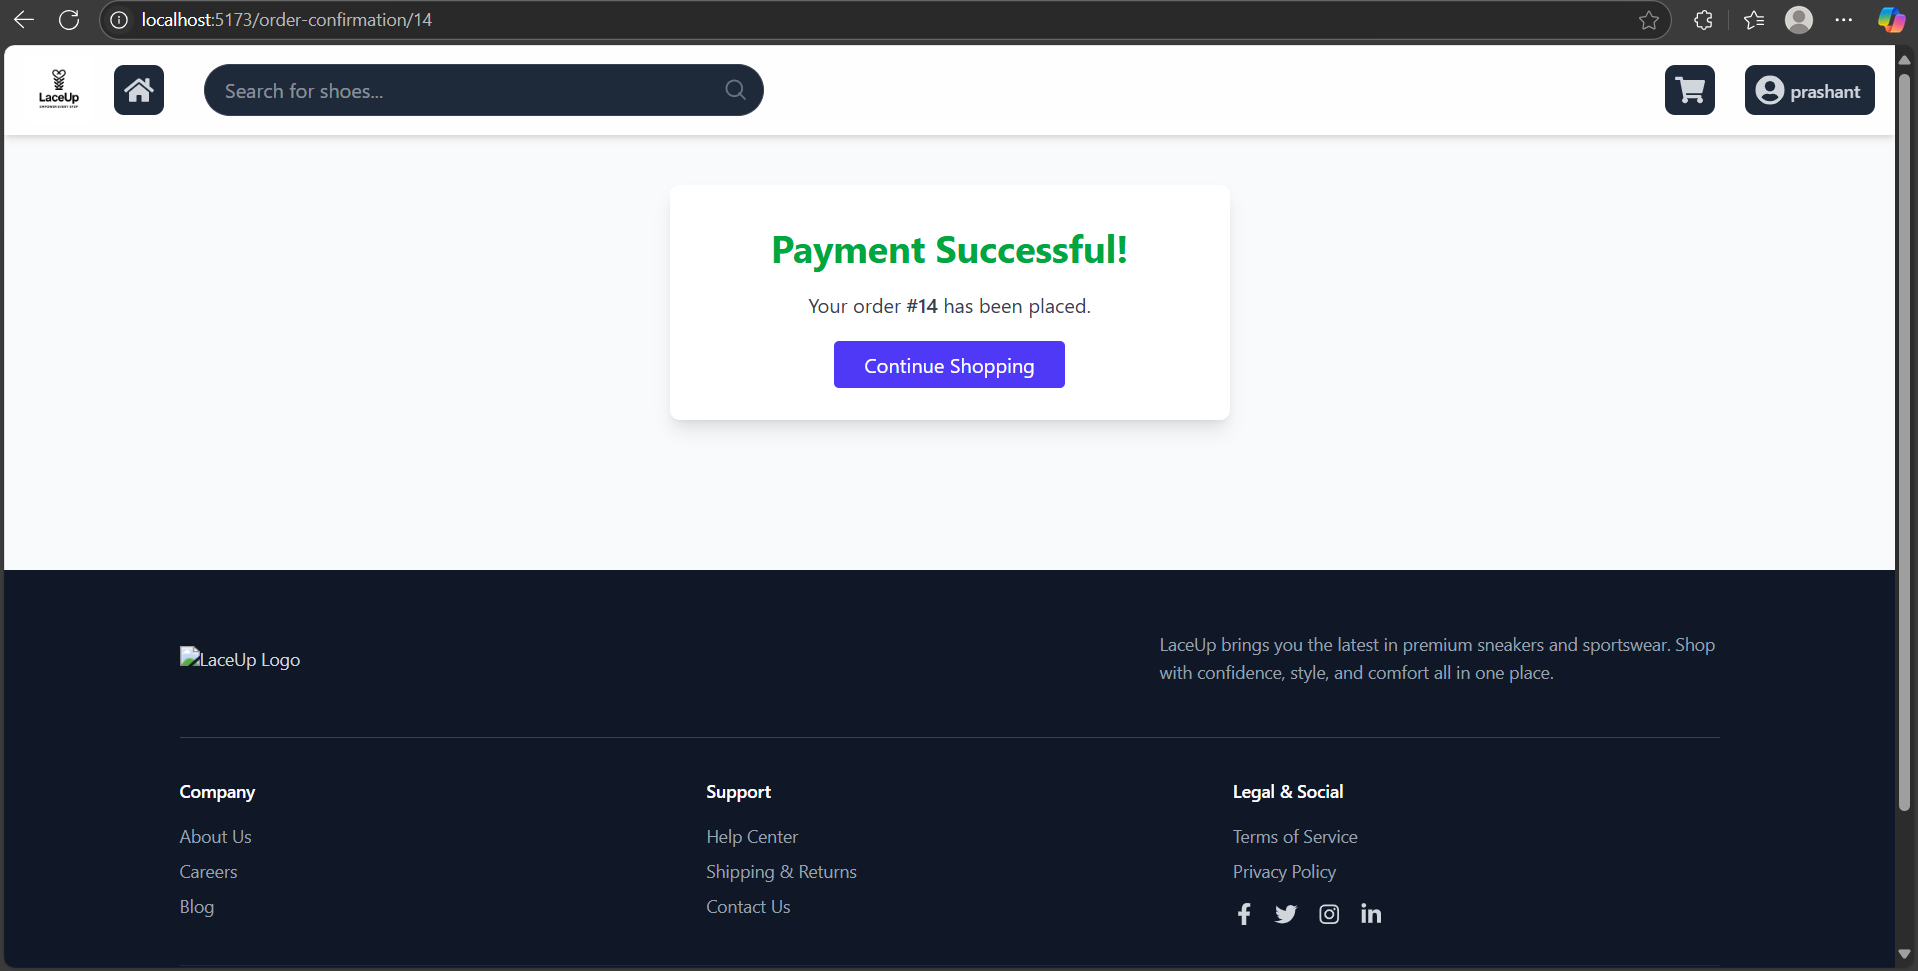 localhost:5173/order-confirmation/14
LaceUp
Search for shoes...
prashant
Payment Successful!
Your order #14 has been placed.
Continue Shopping
LaceUp Logo
LaceUp brings you the latest in premium sneakers and sportswear. Shop
with confidence, style, and comfort all in one place.
Company
About Us
Careers
Blog
Support
Help Center
Shipping & Returns
Contact Us
Legal & Social
Terms of Service
Privacy Policy